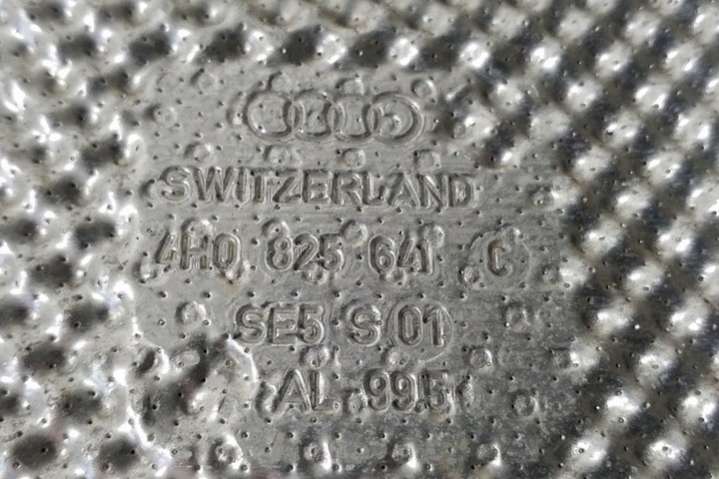 SWITZERLAND
4H0 825 641 C
SE5 S 01
AL 99.5